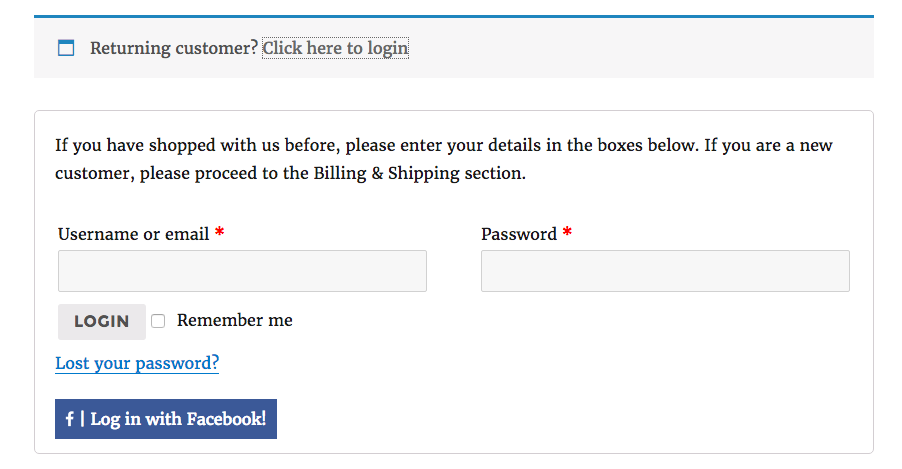 Returning customer? Click here to login
If you have shopped with us before, please enter your details in the boxes below. If you are a new
customer, please proceed to the Billing & Shipping section.
Username or email *
Password *
LOGIN
Remember me
Lost your password?
f | Log in with Facebook!